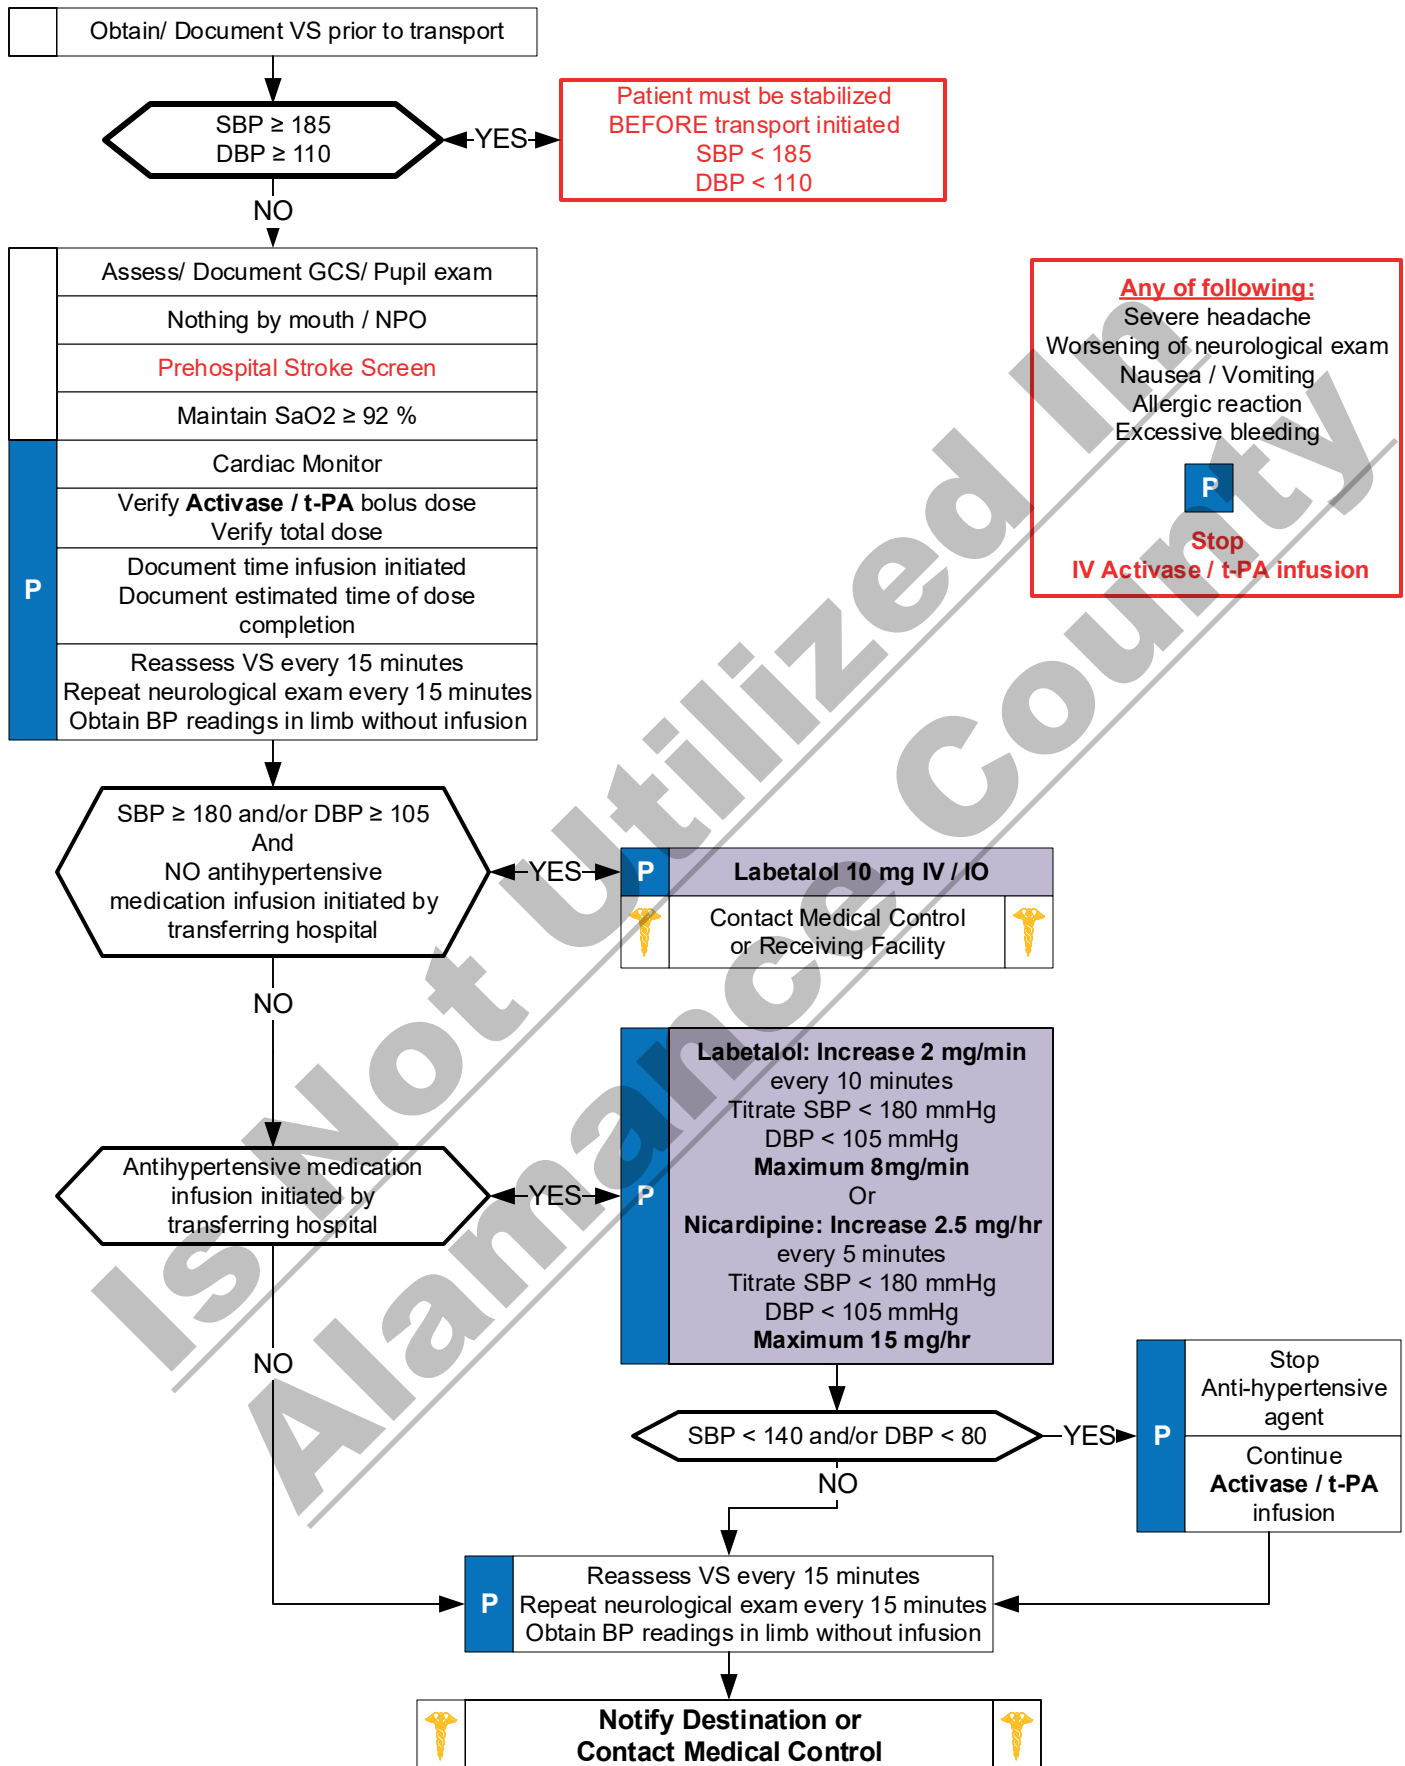 Obtain/ Document VS prior to transport
SBP ≥ 185
DBP ≥ 110
YES
Patient must be stabilized
BEFORE transport initiated
SBP < 185
DBP < 110
NO
Assess/ Document GCS/ Pupil exam
Nothing by mouth / NPO
Prehospital Stroke Screen
Maintain SaO2 ≥ 92 %
P
Cardiac Monitor
Verify Activase / t-PA bolus dose
Verify total dose
Document time infusion initiated
Document estimated time of dose
completion
Reassess VS every 15 minutes
Repeat neurological exam every 15 minutes
Obtain BP readings in limb without infusion
Any of following:
Severe headache
Worsening of neurological exam
Nausea / Vomiting
Allergic reaction
Excessive bleeding
P
Stop
IV Activase / t-PA infusion
SBP ≥ 180 and/or DBP ≥ 105
And
NO antihypertensive
medication infusion initiated by
transferring hospital
YES
P
Labetalol 10 mg IV / IO
Contact Medical Control
or Receiving Facility
NO
Antihypertensive medication
infusion initiated by
transferring hospital
YES
P
Labetalol: Increase 2 mg/min
every 10 minutes
Titrate SBP < 180 mmHg
DBP < 105 mmHg
Maximum 8mg/min
Or
Nicardipine: Increase 2.5 mg/hr
every 5 minutes
Titrate SBP < 180 mmHg
DBP < 105 mmHg
Maximum 15 mg/hr
NO
SBP < 140 and/or DBP < 80
YES
P
Stop
Anti-hypertensive
agent
Continue
Activase / t-PA
infusion
NO
P
Reassess VS every 15 minutes
Repeat neurological exam every 15 minutes
Obtain BP readings in limb without infusion
Notify Destination or
Contact Medical Control
Is Not Utilized In
Alamance County